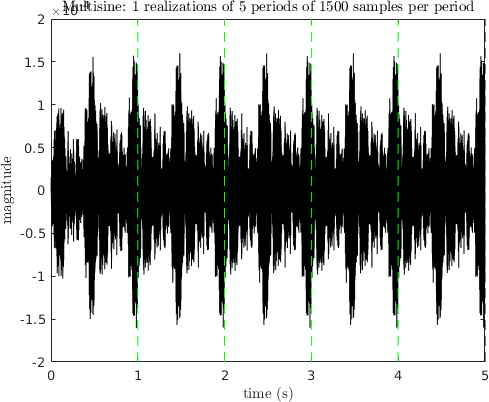 Multisine: 1 realizations of 5 periods of 1500 samples per period
2
1.5
1
0.5
0
-0.5
-1
-1.5
-2
magnitude
0 1 2 3 4 5
time (s)